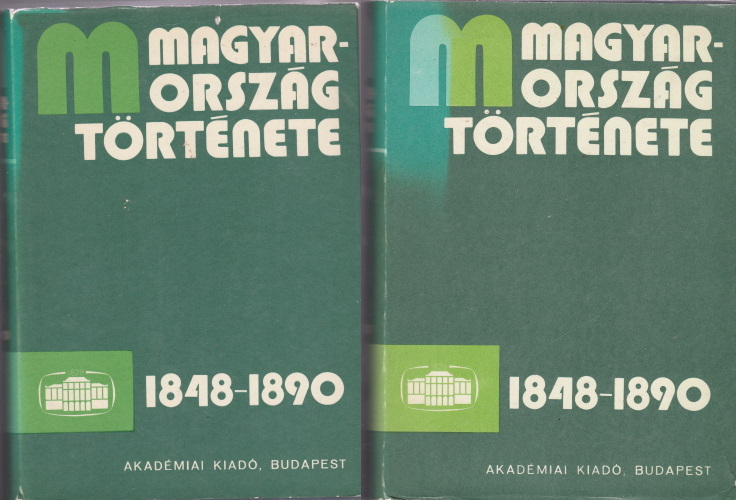 m MAGYAR-
ORSZÁG
TÖRTÉNETE
1848-1890
AKADÉMIAI KIADÓ, BUDAPEST
m MAGYAR-
ORSZÁG
TÖRTÉNETE
1848-1890
AKADÉMIAI KIADÓ, BUDAPEST